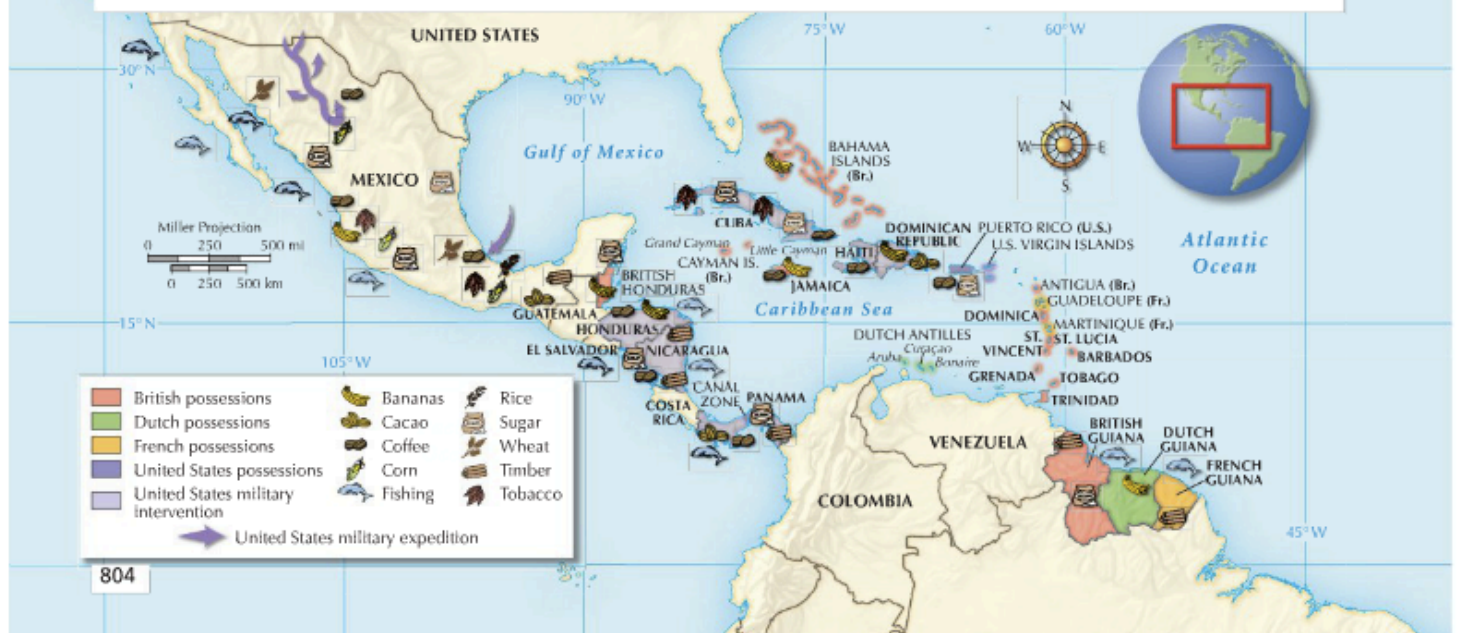 UNITED STATES
75° W
60° W
30° N
90° W
N
W
E
S
Gulf of Mexico
BAHAMA
ISLANDS
(Br.)
MEXICO
Miller Projection
0 250 500 mi
0 250 500 km
CUBA
DOMINICAN
REPUBLIC
PUERTO RICO (U.S.)
U.S. VIRGIN ISLANDS
Atlantic
Ocean
Grand Cayman
Little Cayman
CAYMAN IS.
(Br.)
HAITI
JAMAICA
BRITISH
HONDURAS
Caribbean Sea
ANTIGUA (Br.)
GUADELOUPE (Fr.)
DOMINICA
MARTINIQUE (Fr.)
15° N
GUATEMALA
HONDURAS
DUTCH ANTILLES
Aruba
Curaçao
Bonaire
ST.
VINCENT
ST. LUCIA
BARBADOS
105° W
EL SALVADOR
NICARAGUA
GRENADA
TOBAGO
TRINIDAD
CANAL
ZONE
PANAMA
COSTA
RICA
VENEZUELA
BRITISH
GUIANA
DUTCH
GUIANA
FRENCH
GUIANA
COLOMBIA
45° W
British possessions
Dutch possessions
French possessions
United States possessions
United States military
intervention
Bananas
Cacao
Coffee
Corn
Fishing
Rice
Sugar
Wheat
Timber
Tobacco
United States military expedition
804